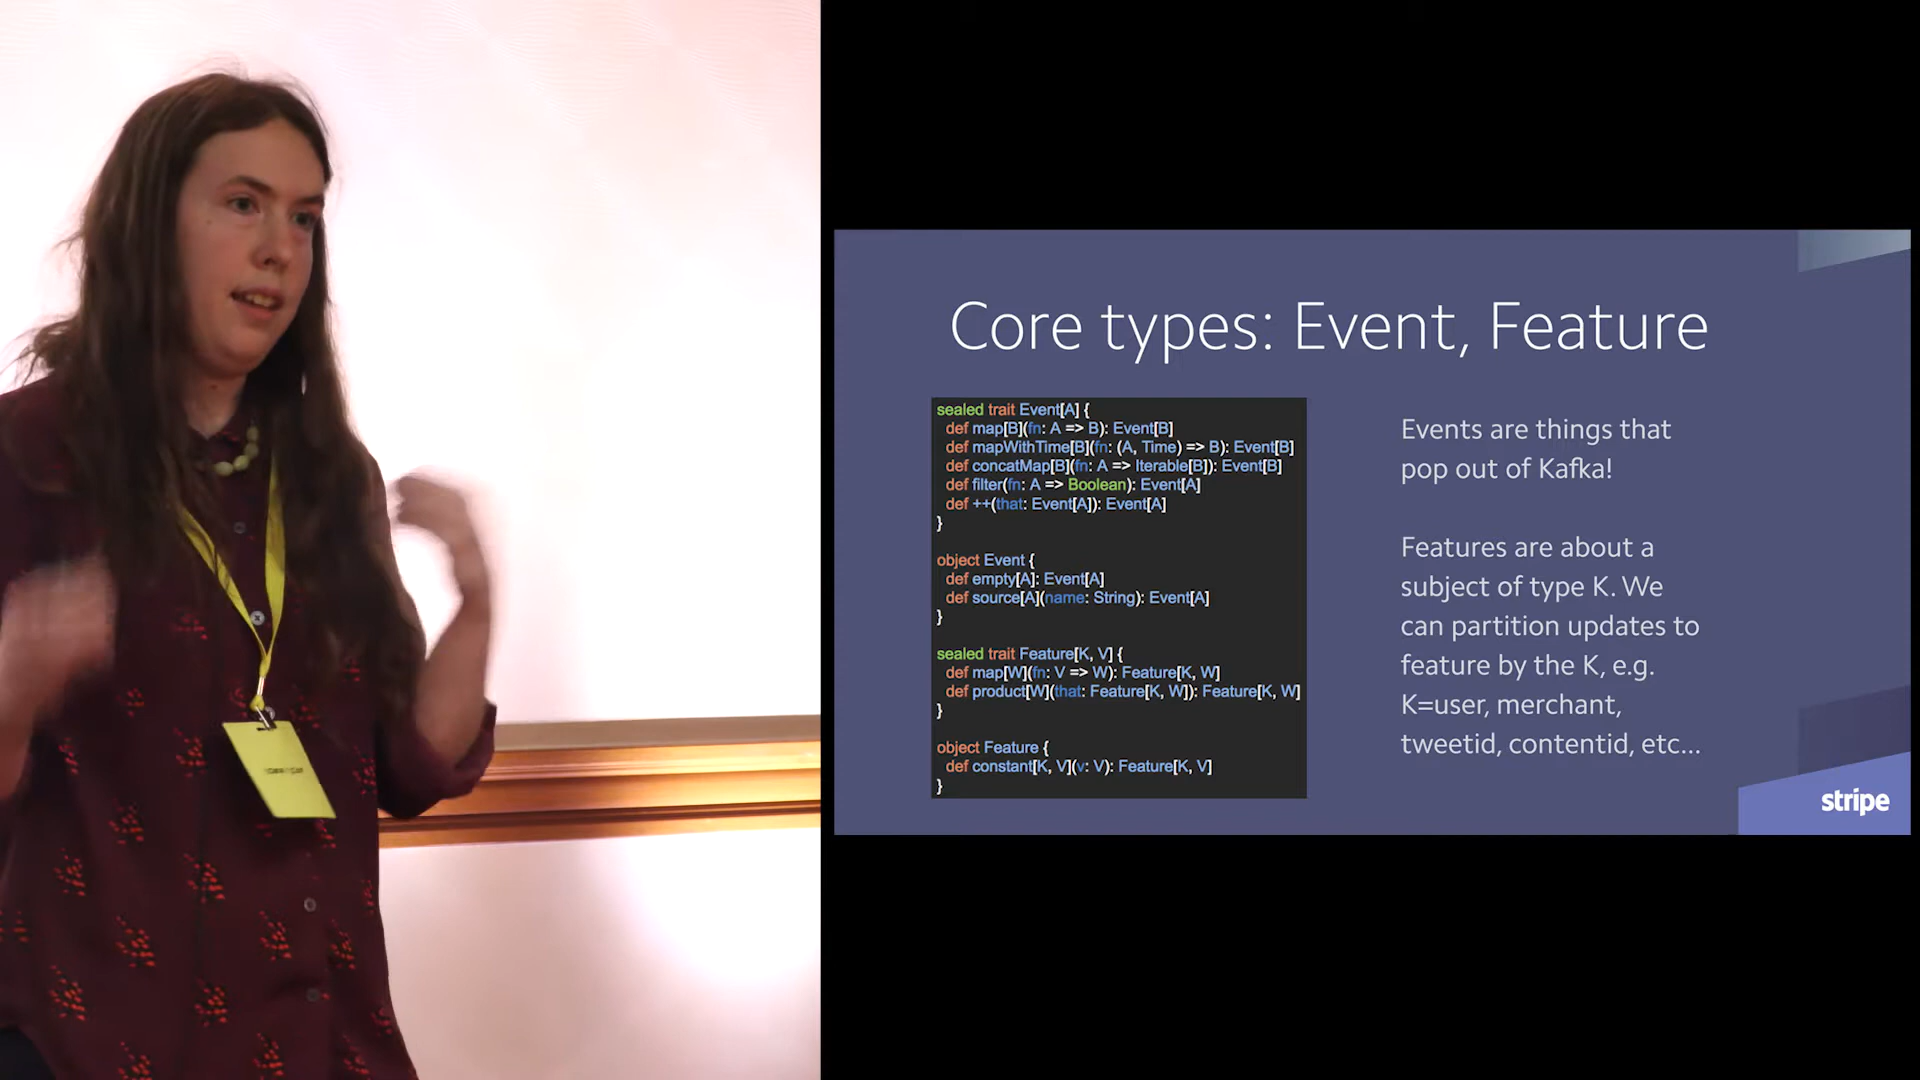 Core types: Event, Feature
sealed trait Event[A] {
def map[B](fn: A => B): Event[B]
def mapWithTime[B](fn: (A, Time) => B): Event[B]
def concatMap[B](fn: A => Iterable[B]): Event[B]
def filter(fn: A => Boolean): Event[A]
def ++(that: Event[A]): Event[A]
}
object Event {
def empty[A]: Event[A]
def source[A](name: String): Event[A]
}
sealed trait Feature[K, V] {
def map[W](fn: V => W): Feature[K, W]
def product[W](that: Feature[K, W]): Feature[K, W]
}
object Feature {
def constant[K, V](v: V): Feature[K, V]
}
Events are things that
pop out of Kafka!
Features are about a
subject of type K. We
can partition updates to
feature by the K, e.g.
K=user, merchant,
tweetid, contentid, etc...
stripe